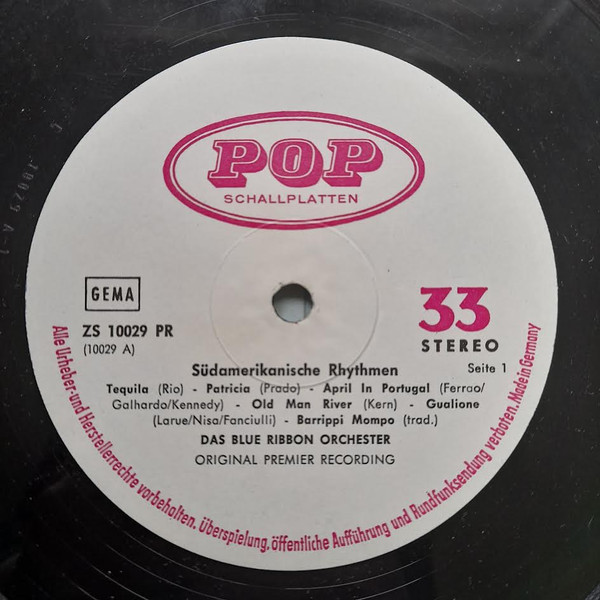 POP
SCHALLPLATTEN
GEMA
33
ZS 10029 PR
STEREO
(10029 A)
Südamerikanische Rhythmen
Seite 1
Tequila (Rio) - Patricia (Prado) - April In Portugal (Ferrao/
Galhardo/Kennedy) - Old Man River (Kern) - Gualione
(Larue/Nisa/Fanciulli) - Barrippi Mompo (trad.)
DAS BLUE RIBBON ORCHESTER
ORIGINAL PREMIER RECORDING
Alle Urheber- und Herstellerrechte vorbehalten. Überspielung, öffentliche Aufführung und Rundfunksendung verboten. Made in Germany
10029 A-1